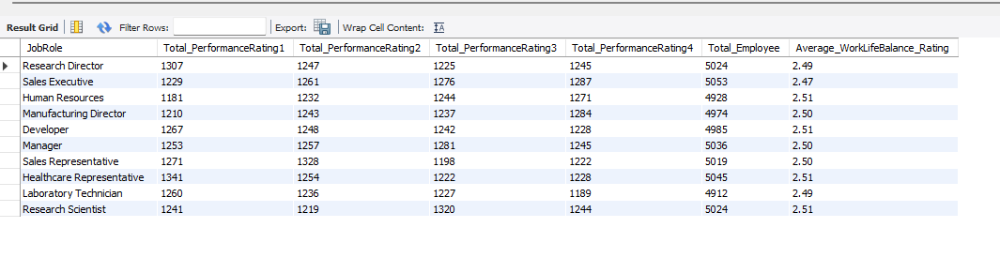 Result Grid Filter Rows: Export: Wrap Cell Content:
JobRole Total_PerformanceRating1 Total_PerformanceRating2 Total_PerformanceRating3 Total_PerformanceRating4 Total_Employee Average_WorkLifeBalance_Rating
Research Director 1307 1247 1225 1245 5024 2.49
Sales Executive 1229 1261 1276 1287 5053 2.47
Human Resources 1181 1232 1244 1271 4928 2.51
Manufacturing Director 1210 1243 1237 1284 4974 2.50
Developer 1267 1248 1242 1228 4985 2.51
Manager 1253 1257 1281 1245 5036 2.50
Sales Representative 1271 1328 1198 1222 5019 2.50
Healthcare Representative 1341 1254 1222 1228 5045 2.51
Laboratory Technician 1260 1236 1227 1189 4912 2.49
Research Scientist 1241 1219 1320 1244 5024 2.51